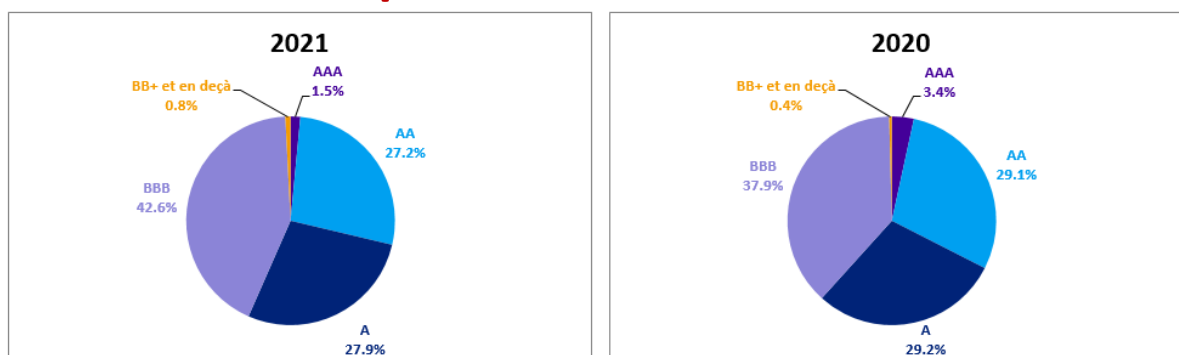 2021
BB+ et en deçà
0.8%
AAA
1.5%
AA
27.2%
BBB
42.6%
A
27.9%
2020
BB+ et en deçà
0.4%
AAA
3.4%
AA
29.1%
BBB
37.9%
A
29.2%